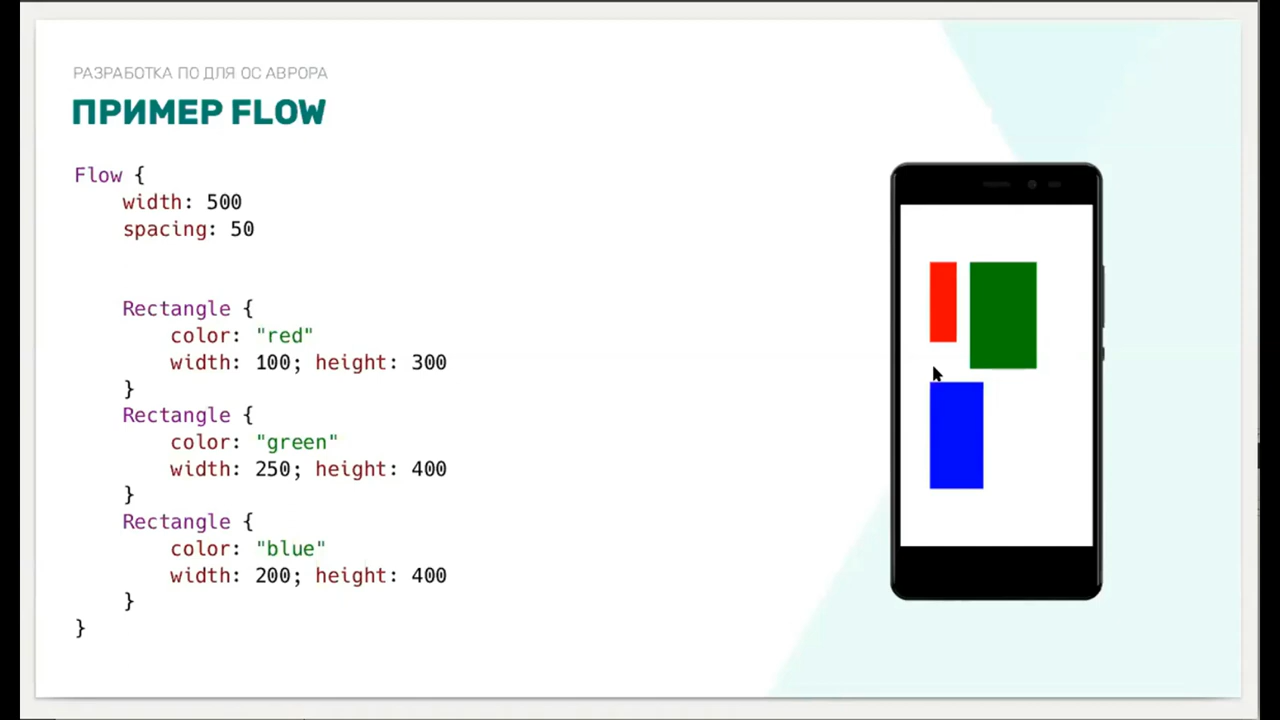 РАЗРАБОТКА ПО ДЛЯ ОС АВРОРА
ПРИМЕР FLOW
Flow {
width: 500
spacing: 50
Rectangle {
color: "red"
width: 100; height: 300
}
Rectangle {
color: "green"
width: 250; height: 400
}
Rectangle {
color: "blue"
width: 200; height: 400
}
}